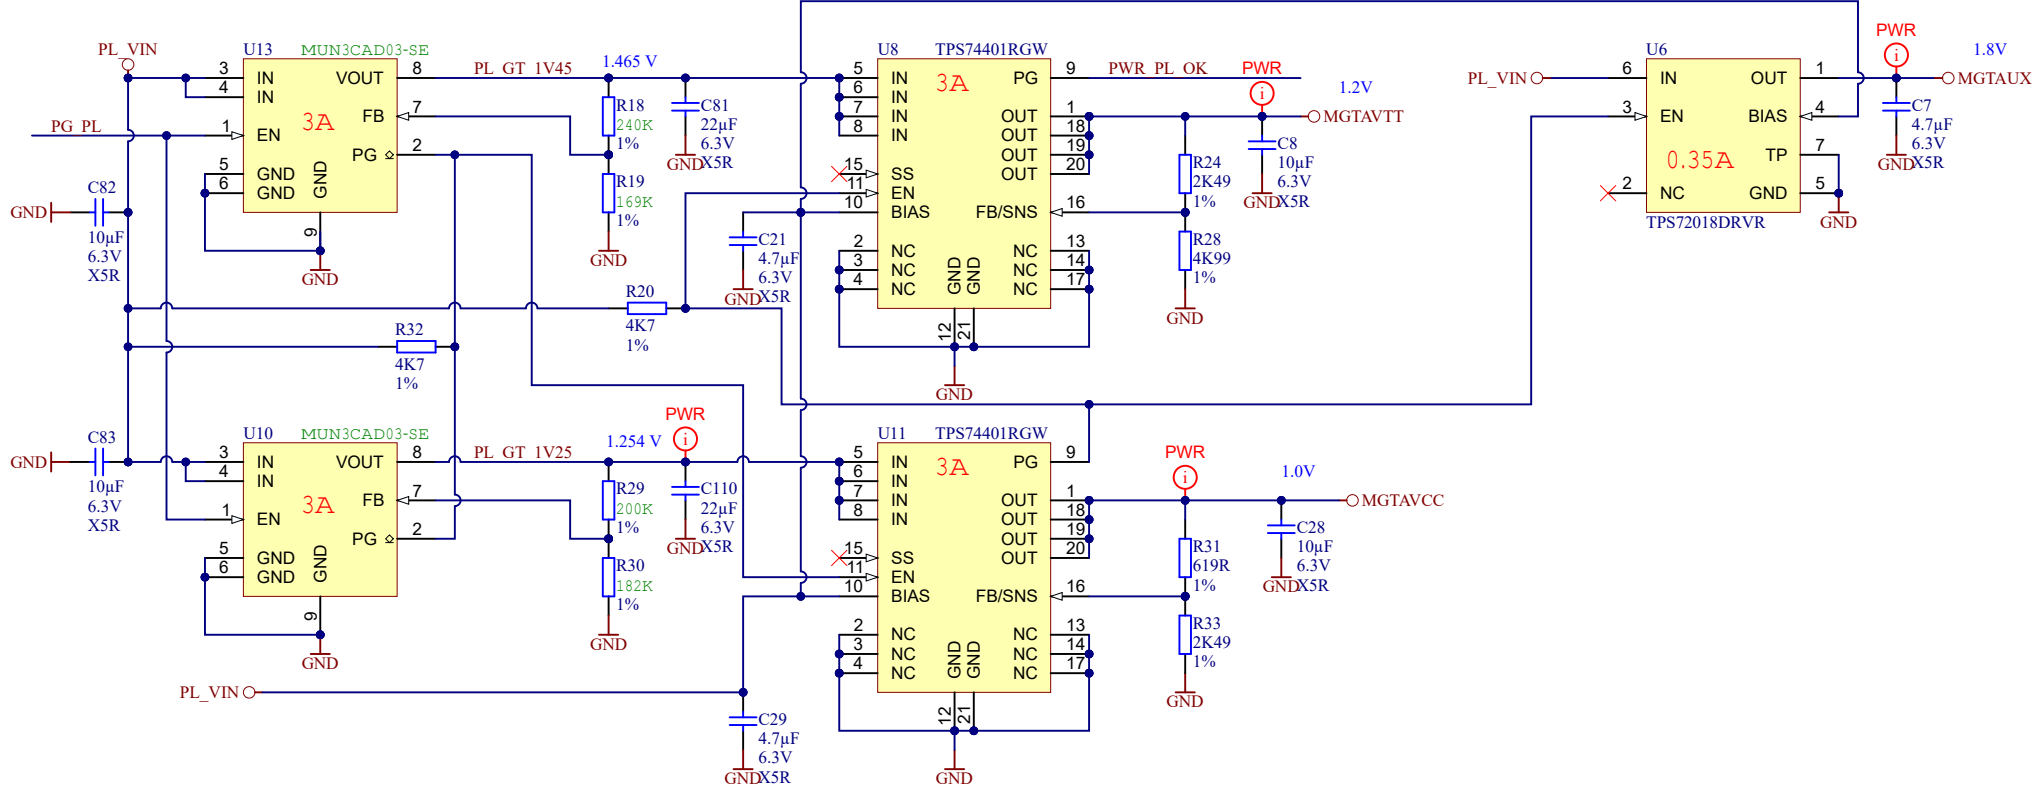 PL_VIN
U13 MUN3CAD03-SE
3 IN VOUT 8
4 IN
FB 7
3A
PG_PL
1 EN
PG 2
5 GND
6 GND
GND
9
GND
C82
GND
10µF
6.3V
X5R
PL_GT_1V45
1.465 V
R18
240K
1%
R19
169K
1%
GND
C81
22µF
6.3V
X5R
GND
R20
4K7
1%
R32
4K7
1%
U8 TPS74401RGW
3A
5 IN PG 9
6 IN
7 IN OUT 1
8 IN OUT 18
OUT 19
15 SS OUT 20
11 EN
10 BIAS FB/SNS 16
2 NC NC 13
3 NC NC 14
4 NC NC 17
GND GND
12 21
GND
C21
4.7µF
6.3V
X5R
GND
PWR_PL_OK
PWR
i
1.2V
MGTAVTT
R24
2K49
1%
R28
4K99
1%
GND
C8
10µF
6.3V
X5R
GND
U6
PL_VIN
6 IN OUT 1
3 EN BIAS 4
0.35A
TP 7
2 NC GND 5
TPS72018DRVR
GND
PWR
i
1.8V
MGTAUX
C7
4.7µF
6.3V
X5R
GND
C83
GND
10µF
6.3V
X5R
U10 MUN3CAD03-SE
3 IN VOUT 8
4 IN
FB 7
3A
1 EN
PG 2
5 GND
6 GND
GND
9
GND
PL_GT_1V25
1.254 V
PWR
i
R29
200K
1%
R30
182K
1%
GND
C110
22µF
6.3V
X5R
GND
PL_VIN
C29
4.7µF
6.3V
X5R
GND
U11 TPS74401RGW
3A
5 IN PG 9
6 IN
7 IN OUT 1
8 IN OUT 18
OUT 19
15 SS OUT 20
11 EN
10 BIAS FB/SNS 16
2 NC NC 13
3 NC NC 14
4 NC NC 17
GND GND
12 21
GND
PWR
i
1.0V
MGTAVCC
R31
619R
1%
R33
2K49
1%
GND
C28
10µF
6.3V
X5R
GND